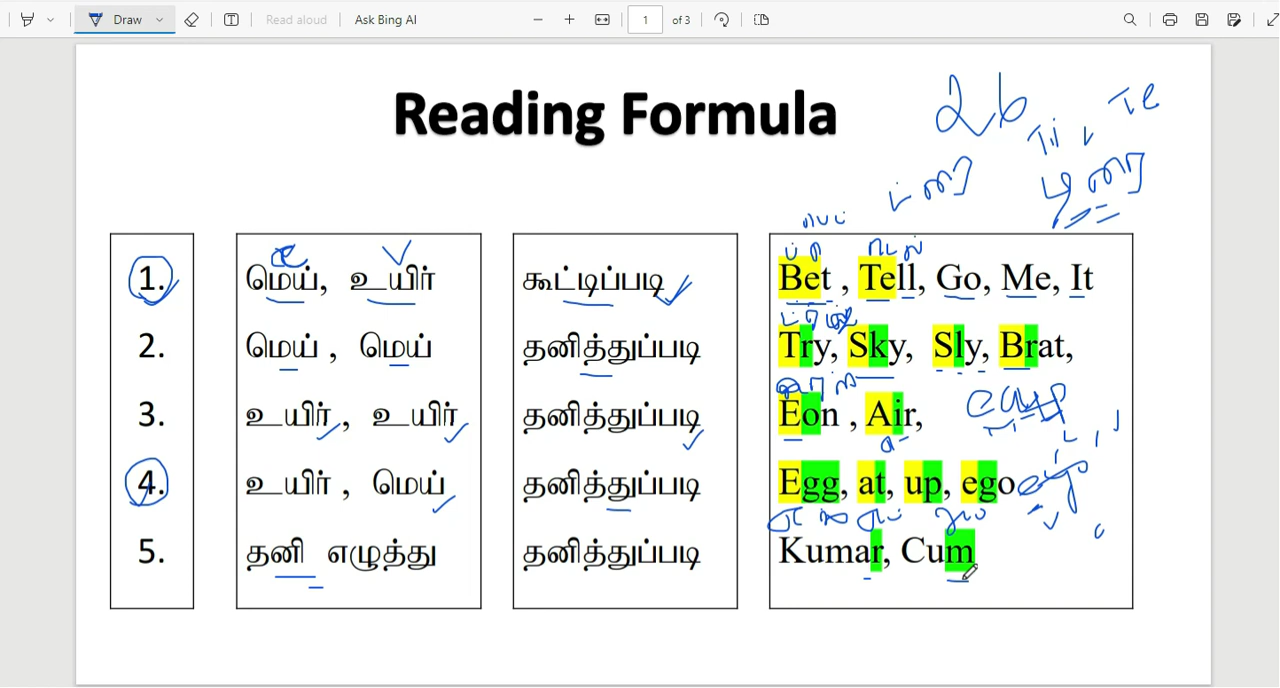 Draw
Read aloud
Ask Bing AI
1 of 3
Reading Formula
2b
1. மெய், உயிர் கூட்டிப்படி Bet , Tell, Go, Me, It
2. மெய் , மெய் தனித்துப்படி Try, Sky, Sly, Brat,
3. உயிர் , உயிர் தனித்துப்படி Eon , Air,
4. உயிர் , மெய் தனித்துப்படி Egg, at, up, ego
5. தனி எழுத்து தனித்துப்படி Kumar, Cum